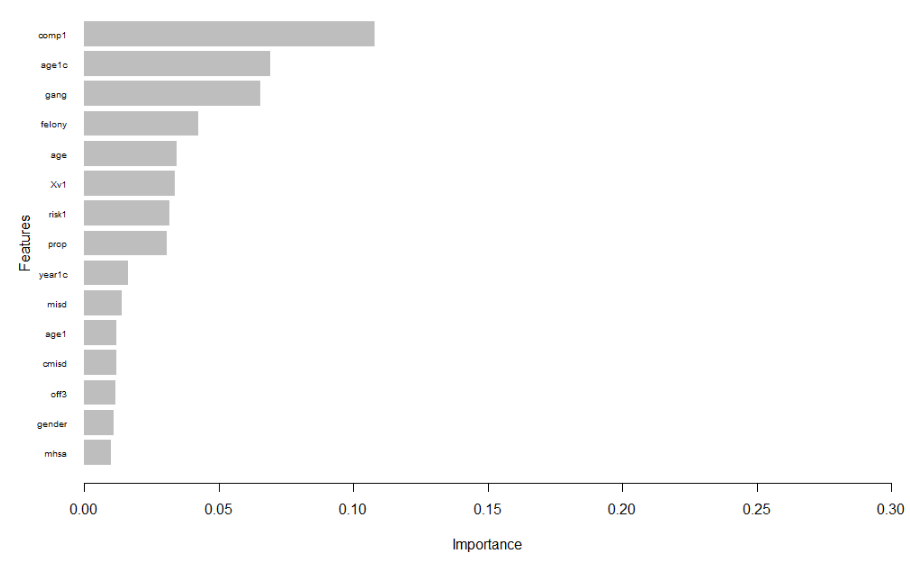 comp1
age1c
gang
felony
age
Xv1
risk1
prop
year1c
misd
age1
cmisd
off3
gender
mhsa
Features
0.00 0.05 0.10 0.15 0.20 0.25 0.30
Importance